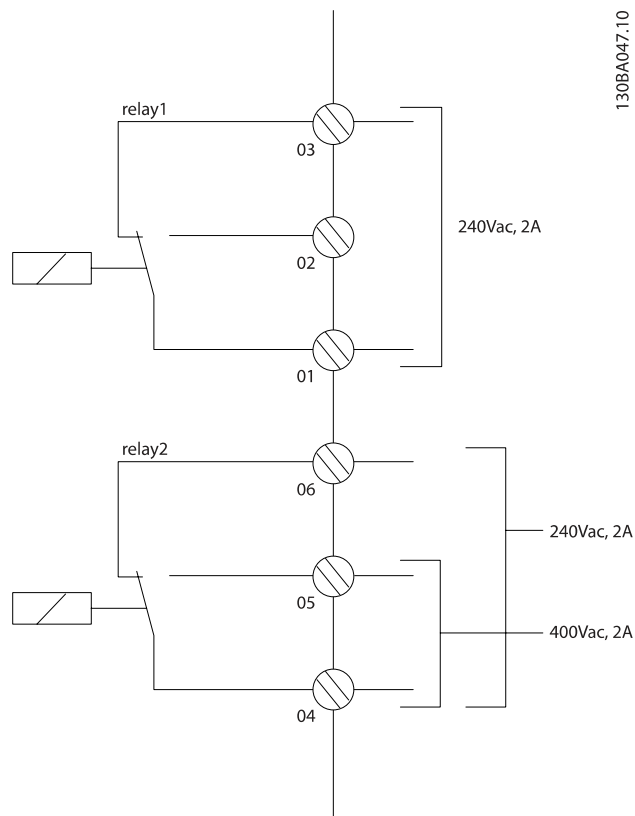 130BA047.10
relay1
03
02
240Vac, 2A
01
relay2
06
240Vac, 2A
05
400Vac, 2A
04